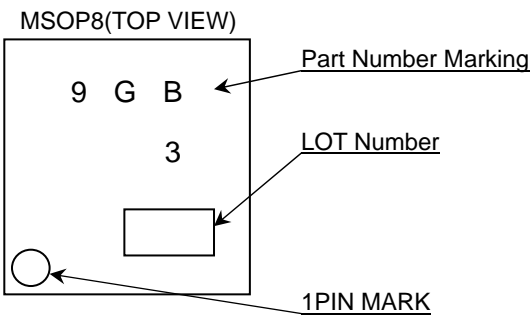 MSOP8(TOP VIEW)
Part Number Marking
9 G B
LOT Number
3
1PIN MARK